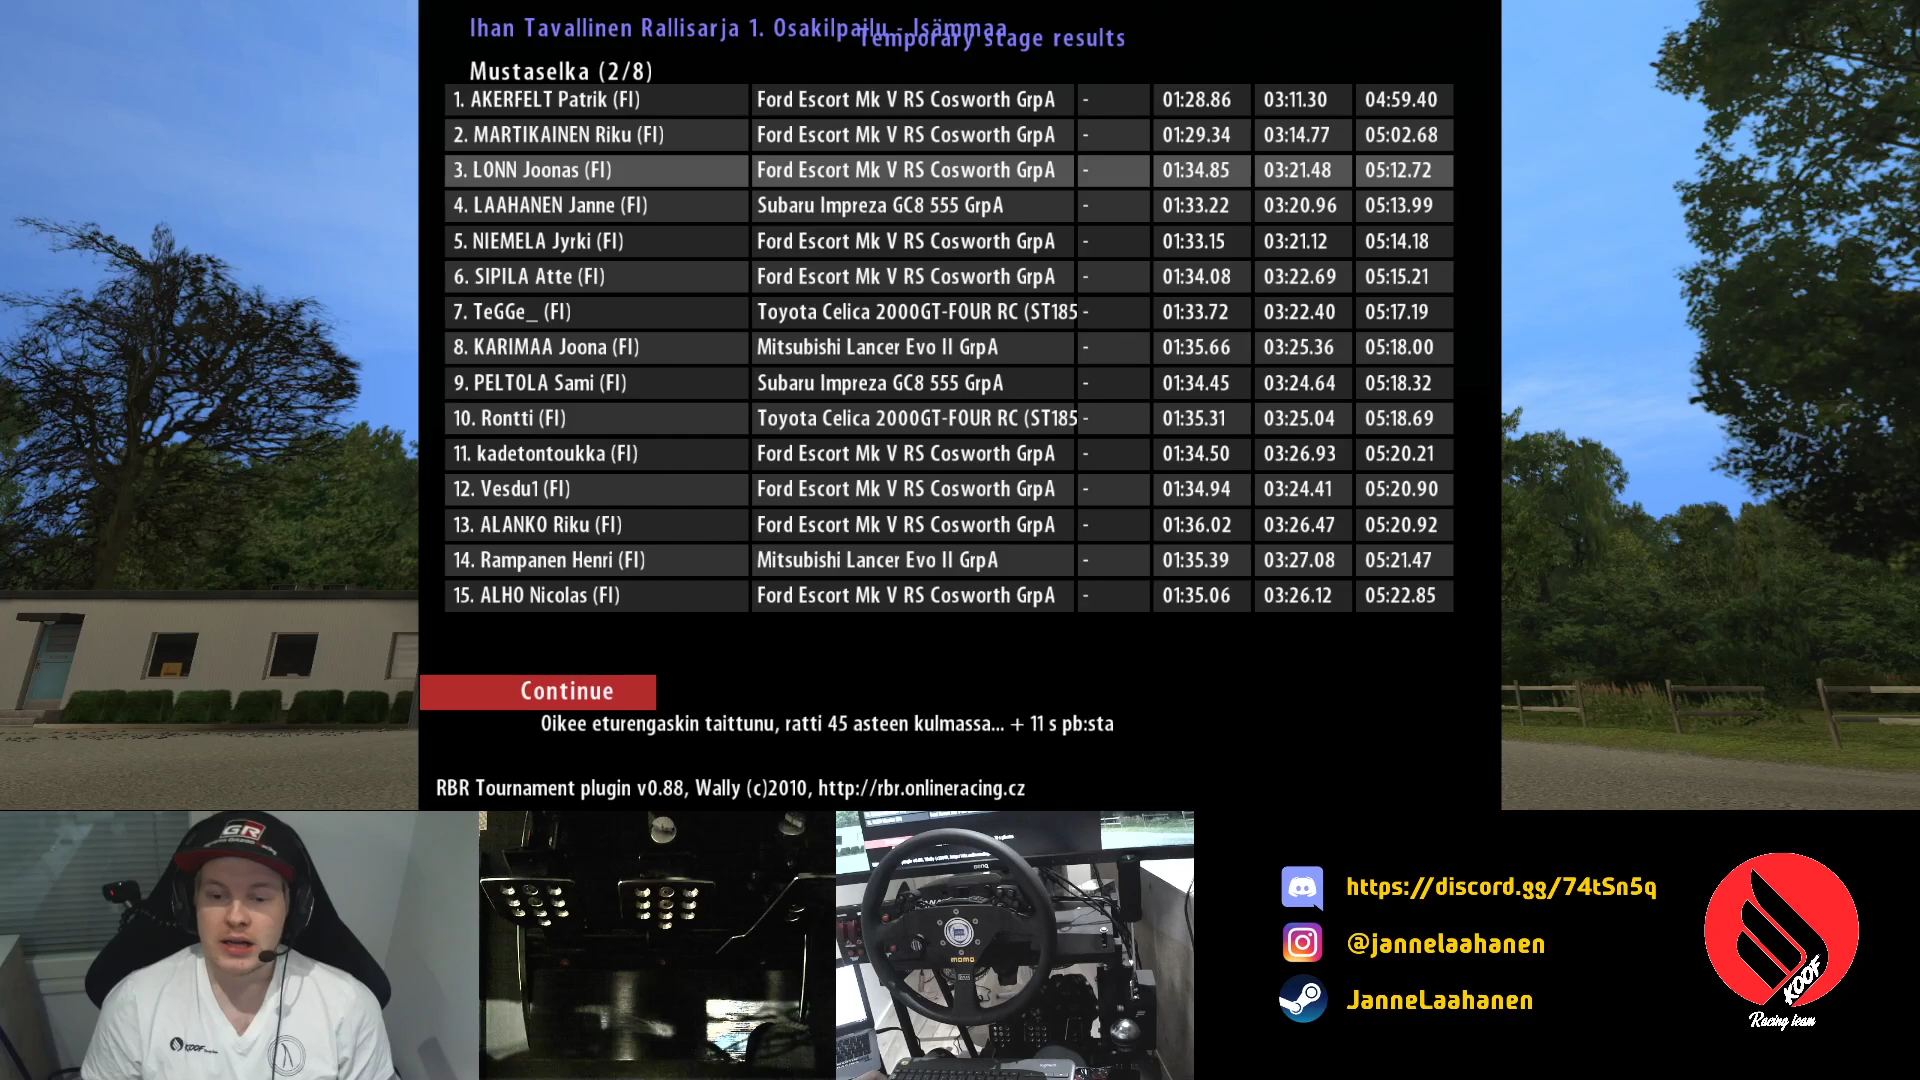 Ihan Tavallinen Rallisarja 1. Osakilpailu - Isämmaa
Temporary stage results
Mustaselka (2/8)
1. AKERFELT Patrik (FI) Ford Escort Mk V RS Cosworth GrpA - 01:28.86 03:11.30 04:59.40
2. MARTIKAINEN Riku (FI) Ford Escort Mk V RS Cosworth GrpA - 01:29.34 03:14.77 05:02.68
3. LONN Joonas (FI) Ford Escort Mk V RS Cosworth GrpA - 01:34.85 03:21.48 05:12.72
4. LAAHANEN Janne (FI) Subaru Impreza GC8 555 GrpA - 01:33.22 03:20.96 05:13.99
5. NIEMELA Jyrki (FI) Ford Escort Mk V RS Cosworth GrpA - 01:33.15 03:21.12 05:14.18
6. SIPILA Atte (FI) Ford Escort Mk V RS Cosworth GrpA - 01:34.08 03:22.69 05:15.21
7. TeGGe_ (FI) Toyota Celica 2000GT-FOUR RC (ST185 - 01:33.72 03:22.40 05:17.19
8. KARIMAA Joona (FI) Mitsubishi Lancer Evo II GrpA - 01:35.66 03:25.36 05:18.00
9. PELTOLA Sami (FI) Subaru Impreza GC8 555 GrpA - 01:34.45 03:24.64 05:18.32
10. Rontti (FI) Toyota Celica 2000GT-FOUR RC (ST185 - 01:35.31 03:25.04 05:18.69
11. kadetontoukka (FI) Ford Escort Mk V RS Cosworth GrpA - 01:34.50 03:26.93 05:20.21
12. Vesdu1 (FI) Ford Escort Mk V RS Cosworth GrpA - 01:34.94 03:24.41 05:20.90
13. ALANKO Riku (FI) Ford Escort Mk V RS Cosworth GrpA - 01:36.02 03:26.47 05:20.92
14. Rampanen Henri (FI) Mitsubishi Lancer Evo II GrpA - 01:35.39 03:27.08 05:21.47
15. ALHO Nicolas (FI) Ford Escort Mk V RS Cosworth GrpA - 01:35.06 03:26.12 05:22.85
Continue
Oikee eturengaskin taittunu, ratti 45 asteen kulmassa... + 11 s pb:sta
RBR Tournament plugin v0.88, Wally (c)2010, http://rbr.onlineracing.cz
GR
KOOF
momo
https://discord.gg/74tSn5q
@jannelaahanen
JanneLaahanen
KOOF
Racing team